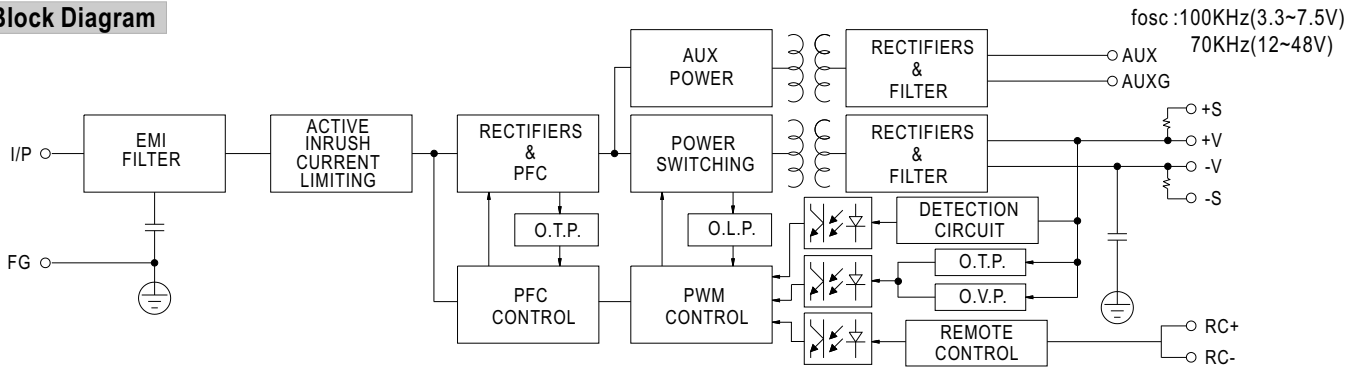 Block Diagram
fosc :100KHz(3.3~7.5V)
70KHz(12~48V)
AUX
POWER
RECTIFIERS
&
FILTER
AUX
AUXG
I/P
EMI
FILTER
ACTIVE
INRUSH
CURRENT
LIMITING
RECTIFIERS
&
PFC
POWER
SWITCHING
RECTIFIERS
&
FILTER
+S
+V
-V
-S
O.T.P.
O.L.P.
DETECTION
CIRCUIT
FG
PFC
CONTROL
PWM
CONTROL
O.T.P.
O.V.P.
REMOTE
CONTROL
RC+
RC-